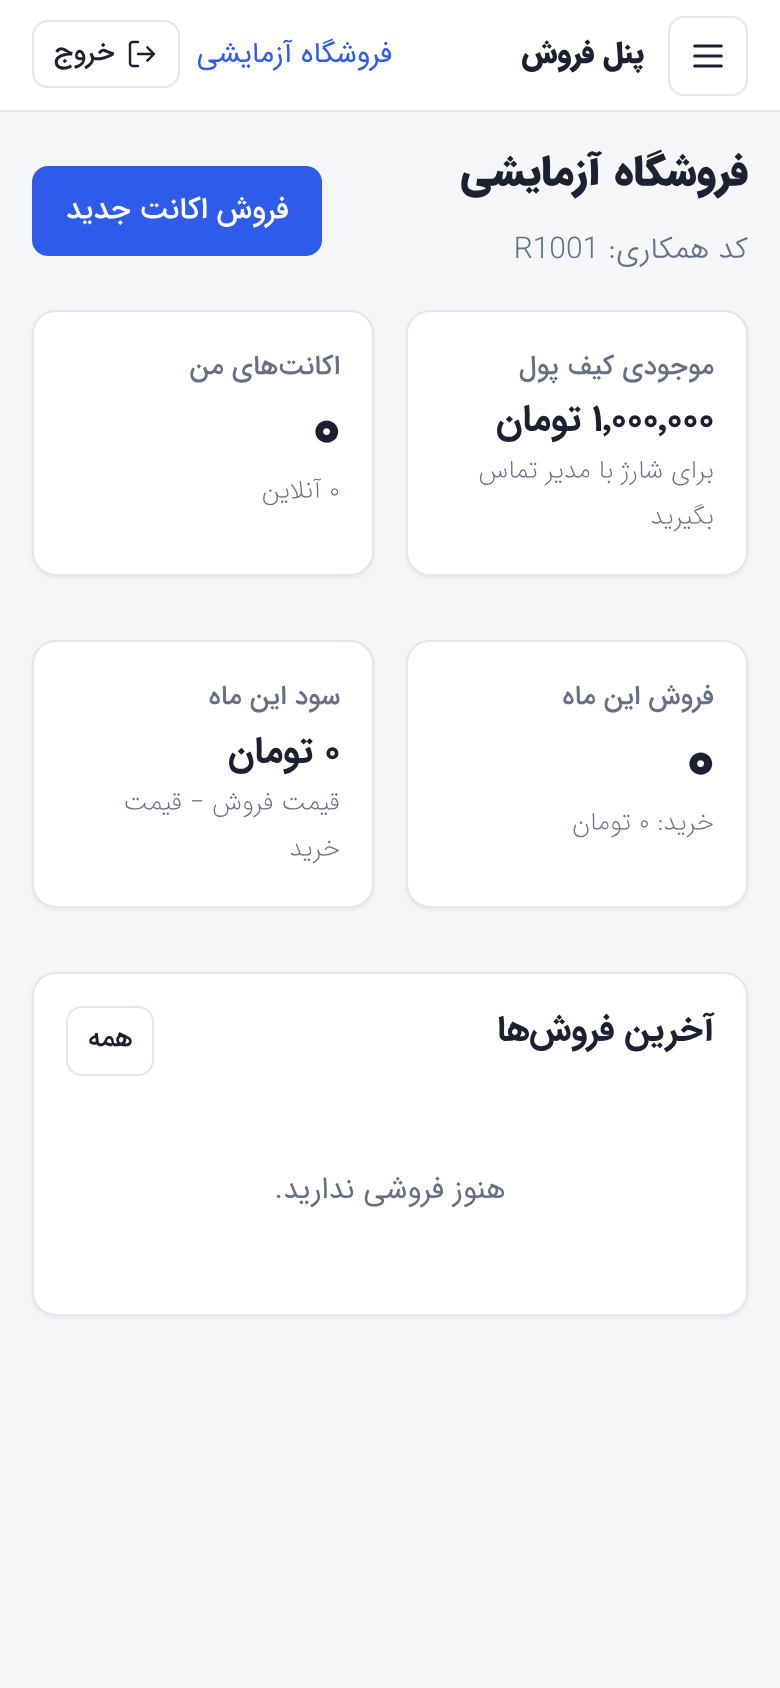 پنل فروش
فروشگاه آزمایشی
خروج
فروشگاه آزمایشی
کد همکاری: R1001
فروش اکانت جدید
موجودی کیف پول
۱,۰۰۰,۰۰۰ تومان
برای شارژ با مدیر تماس
بگیرید
اکانت‌های من
۰
۰ آنلاین
فروش این ماه
۰
خرید: ۰ تومان
سود این ماه
۰ تومان
قیمت فروش − قیمت
خرید
آخرین فروش‌ها
همه
هنوز فروشی ندارید.